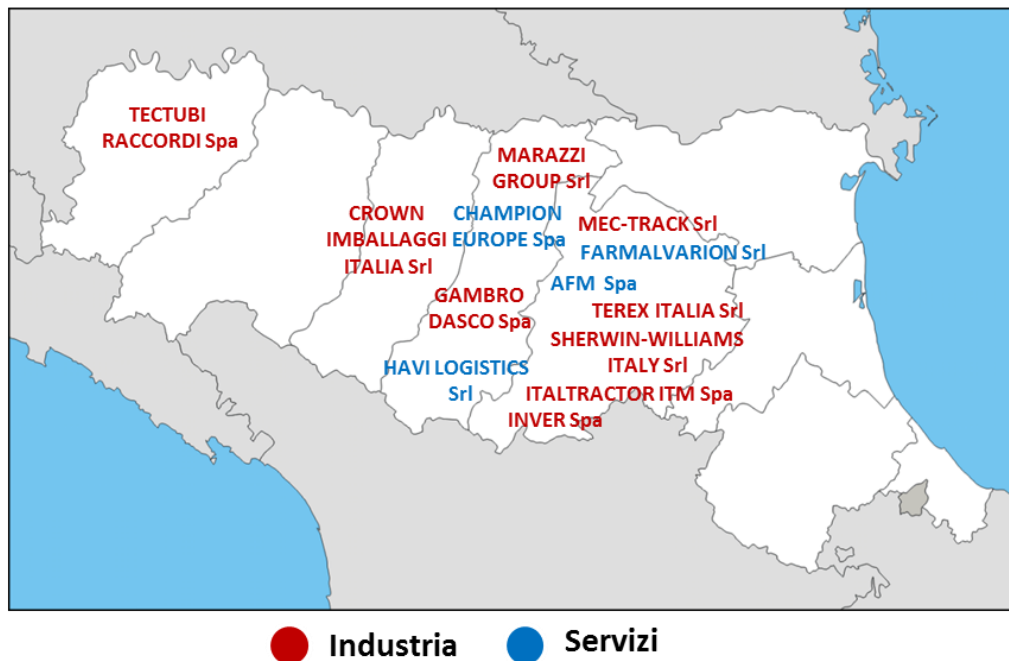 TECTUBI
RACCORDI Spa
MARAZZI
GROUP Srl
CROWN
IMBALLAGGI
ITALIA Srl
CHAMPION
EUROPE Spa
MEC-TRACK Srl
FARMALVARION Srl
AFM Spa
GAMBRO
DASCO Spa
TEREX ITALIA Srl
SHERWIN-WILLIAMS
ITALY Srl
HAVI LOGISTICS
Srl
ITALTRACTOR ITM Spa
INVER Spa
Industria
Servizi